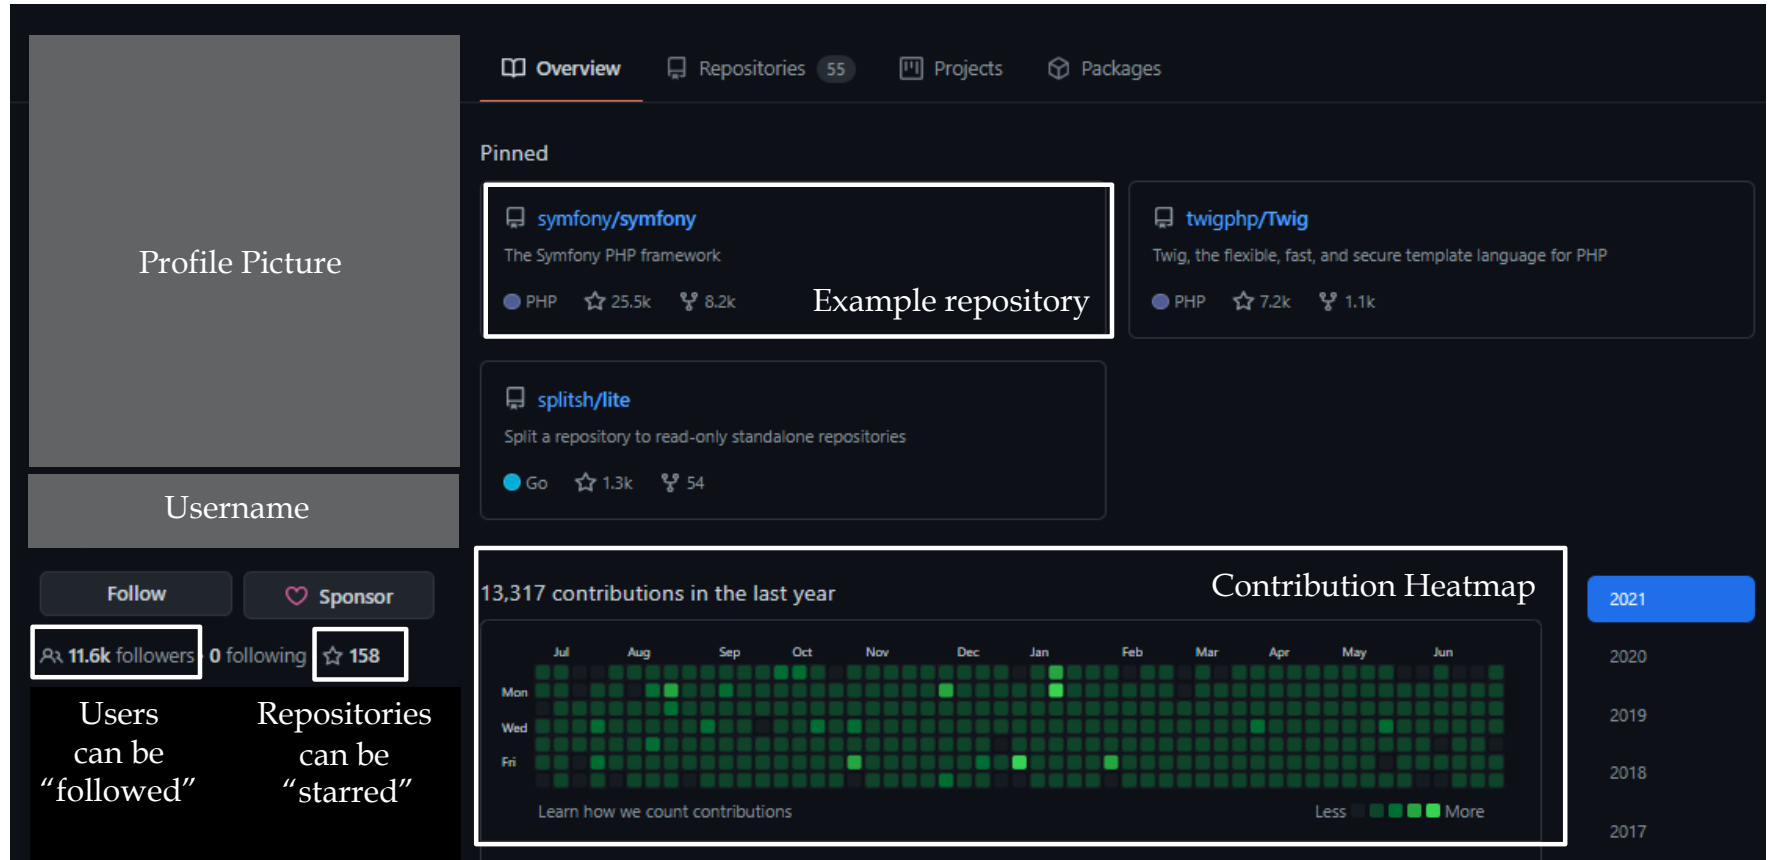 Overview Repositories 55 Projects Packages
Profile Picture
Username
Follow Sponsor
11.6k followers · 0 following 158
Users
can be
“followed”
Repositories
can be
“starred”
Pinned
symfony/symfony
The Symfony PHP framework
PHP 25.5k 8.2k
Example repository
twigphp/Twig
Twig, the flexible, fast, and secure template language for PHP
PHP 7.2k 1.1k
splitsh/lite
Split a repository to read-only standalone repositories
Go 1.3k 54
13,317 contributions in the last year
Contribution Heatmap
Jul Aug Sep Oct Nov Dec Jan Feb Mar Apr May Jun
Mon
Wed
Fri
Learn how we count contributions
Less More
2021
2020
2019
2018
2017